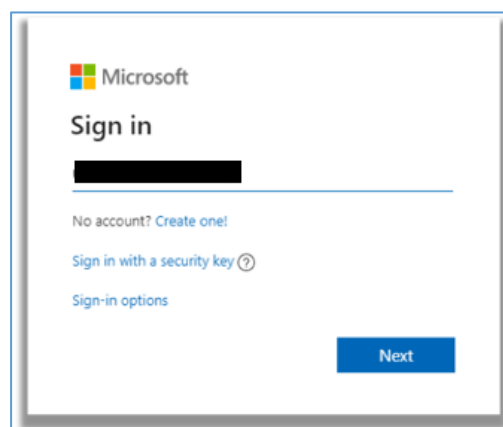 Microsoft
Sign in
No account? Create one!
Sign in with a security key ?
Sign-in options
Next